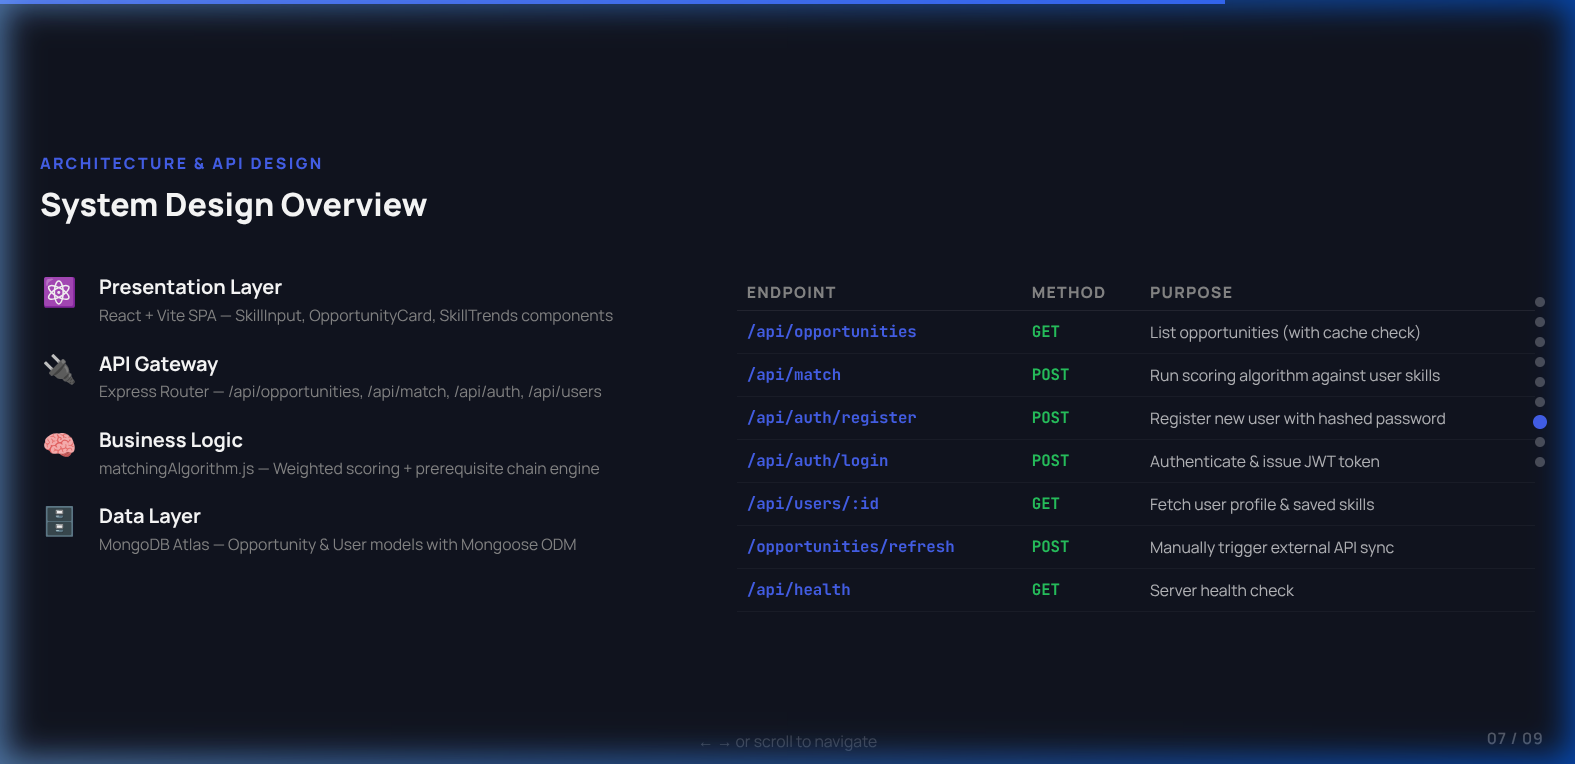 ARCHITECTURE & API DESIGN
System Design Overview
Presentation Layer
React + Vite SPA — SkillInput, OpportunityCard, SkillTrends components
API Gateway
Express Router — /api/opportunities, /api/match, /api/auth, /api/users
Business Logic
matchingAlgorithm.js — Weighted scoring + prerequisite chain engine
Data Layer
MongoDB Atlas — Opportunity & User models with Mongoose ODM
ENDPOINT METHOD PURPOSE
/api/opportunities GET List opportunities (with cache check)
/api/match POST Run scoring algorithm against user skills
/api/auth/register POST Register new user with hashed password
/api/auth/login POST Authenticate & issue JWT token
/api/users/:id GET Fetch user profile & saved skills
/opportunities/refresh POST Manually trigger external API sync
/api/health GET Server health check
← → or scroll to navigate
07 / 09